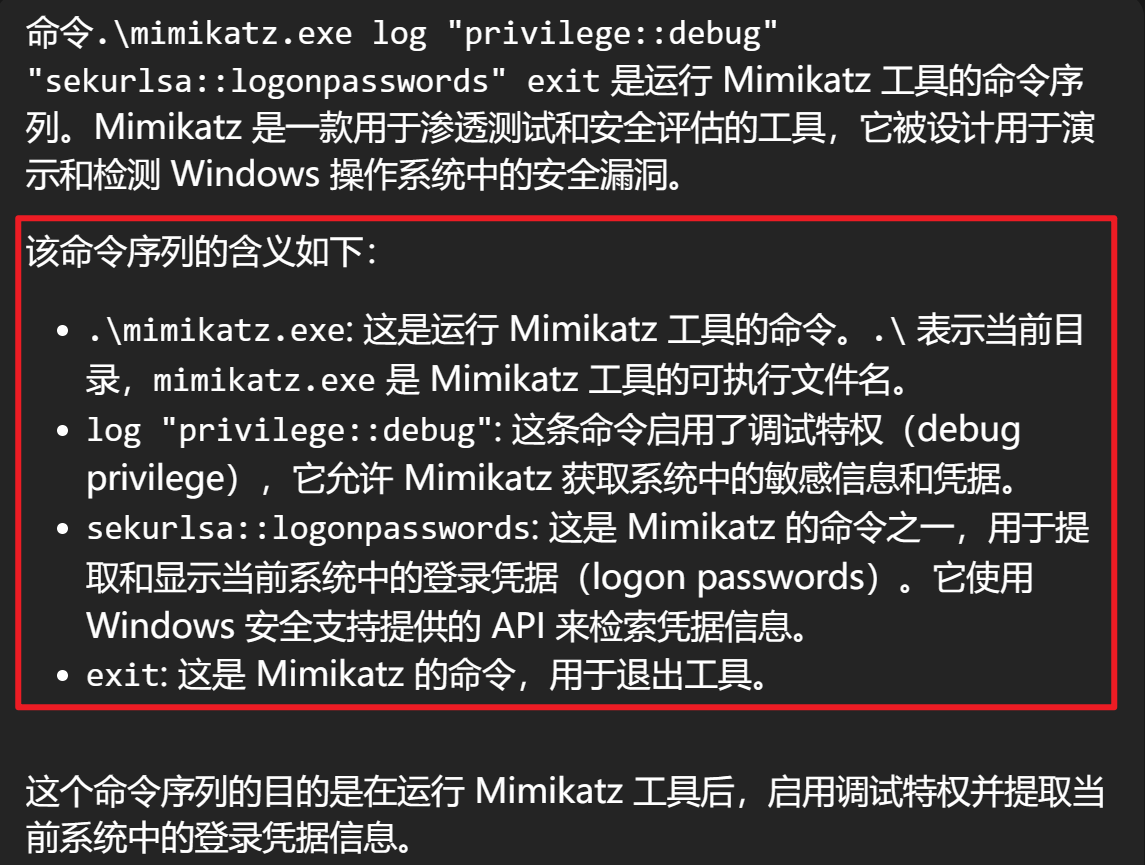 命令.\mimikatz.exe log "privilege::debug"
"sekurlsa::logonpasswords" exit 是运行 Mimikatz 工具的命令序
列。Mimikatz 是一款用于渗透测试和安全评估的工具，它被设计用于演
示和检测 Windows 操作系统中的安全漏洞。
该命令序列的含义如下：
• .\mimikatz.exe: 这是运行 Mimikatz 工具的命令。.\ 表示当前目
录，mimikatz.exe 是 Mimikatz 工具的可执行文件名。
• log "privilege::debug": 这条命令启用了调试特权（debug
privilege），它允许 Mimikatz 获取系统中的敏感信息和凭据。
• sekurlsa::logonpasswords: 这是 Mimikatz 的命令之一，用于提
取和显示当前系统中的登录凭据（logon passwords）。它使用
Windows 安全支持提供的 API 来检索凭据信息。
• exit: 这是 Mimikatz 的命令，用于退出工具。
这个命令序列的目的是在运行 Mimikatz 工具后，启用调试特权并提取当
前系统中的登录凭据信息。